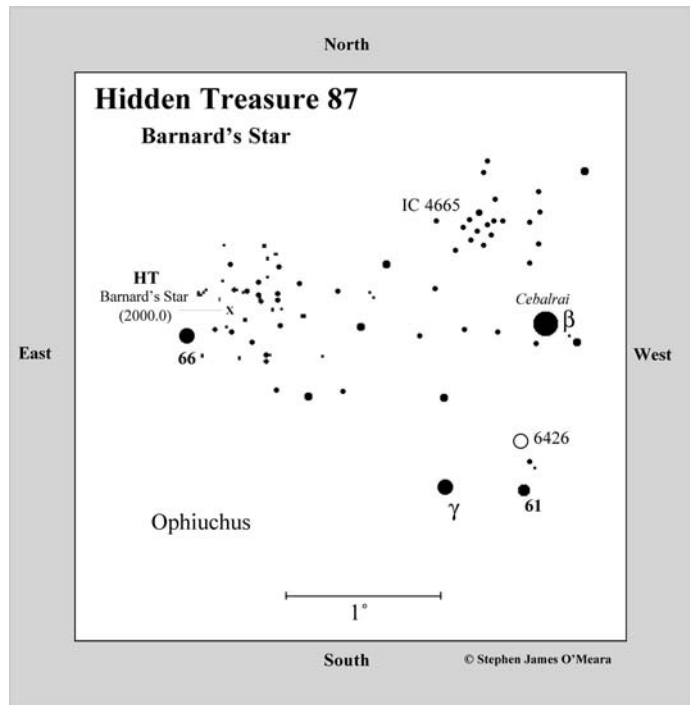 North
Hidden Treasure 87
Barnard's Star
IC 4665
HT
Barnard's Star
(2000.0)
x
66
Cebalrai
β
East
West
6426
γ
61
Ophiuchus
1°
South
© Stephen James O'Meara